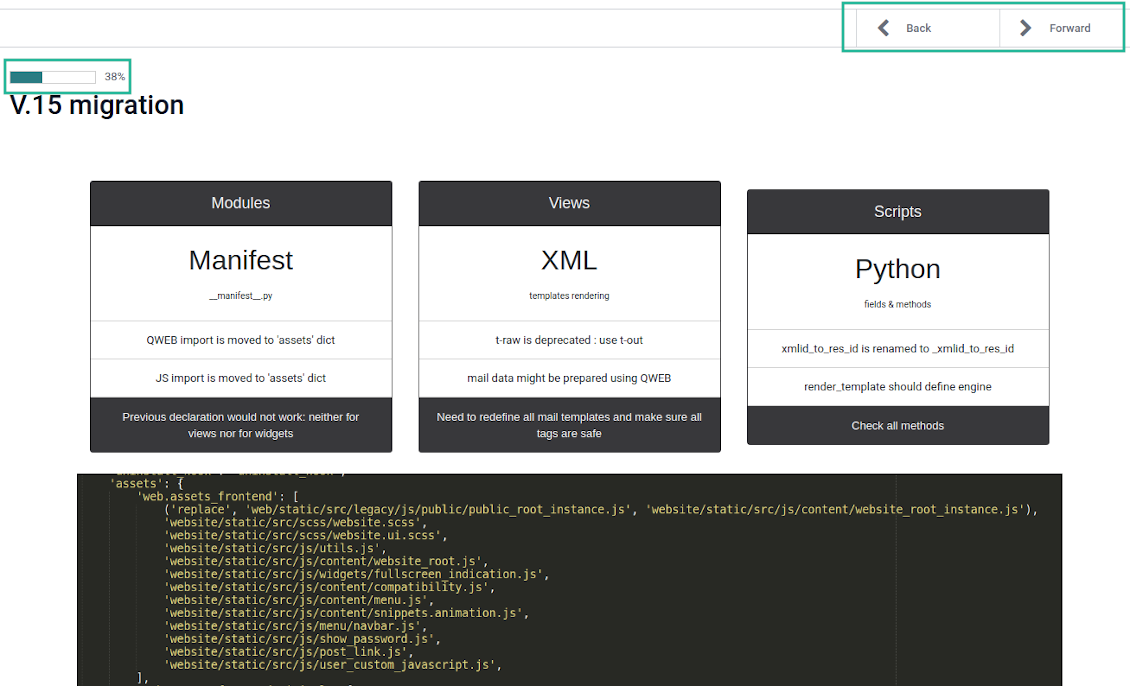 Back
Forward
38%
V.15 migration
Modules
Manifest
__manifest__.py
QWEB import is moved to 'assets' dict
JS import is moved to 'assets' dict
Previous declaration would not work: neither for
views nor for widgets
Views
XML
templates rendering
t-raw is deprecated : use t-out
mail data might be prepared using QWEB
Need to redefine all mail templates and make sure all
tags are safe
Scripts
Python
fields & methods
xmlid_to_res_id is renamed to _xmlid_to_res_id
render_template should define engine
Check all methods
'assets': {
'web.assets_frontend': [
('replace', 'web/static/src/legacy/js/public/public_root_instance.js', 'website/static/src/js/content/website_root_instance.js'),
'website/static/src/scss/website.scss',
'website/static/src/scss/website.ui.scss',
'website/static/src/js/utils.js',
'website/static/src/js/content/website_root.js',
'website/static/src/js/widgets/fullscreen_indication.js',
'website/static/src/js/content/compatibility.js',
'website/static/src/js/content/menu.js',
'website/static/src/js/content/snippets.animation.js',
'website/static/src/js/menu/navbar.js',
'website/static/src/js/show_password.js',
'website/static/src/js/post_link.js',
'website/static/src/js/user_custom_javascript.js',
],